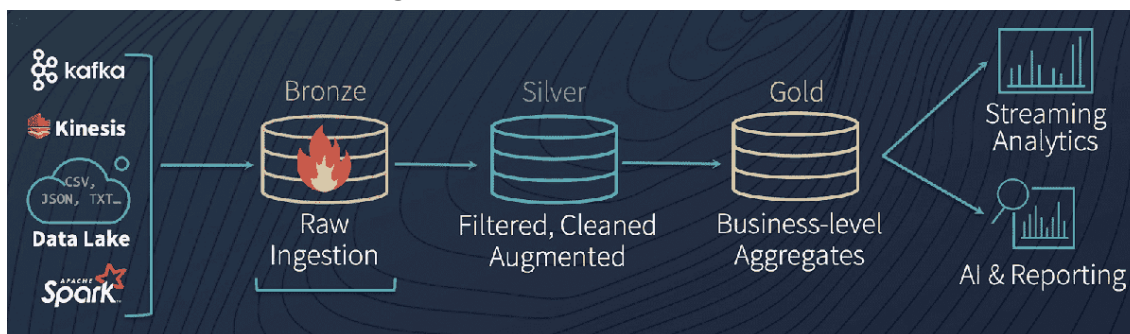 kafka
Kinesis
CSV,
JSON, TXT...
Data Lake
APACHE
Spark
Bronze
Raw
Ingestion
Silver
Filtered, Cleaned
Augmented
Gold
Business-level
Aggregates
Streaming
Analytics
AI & Reporting